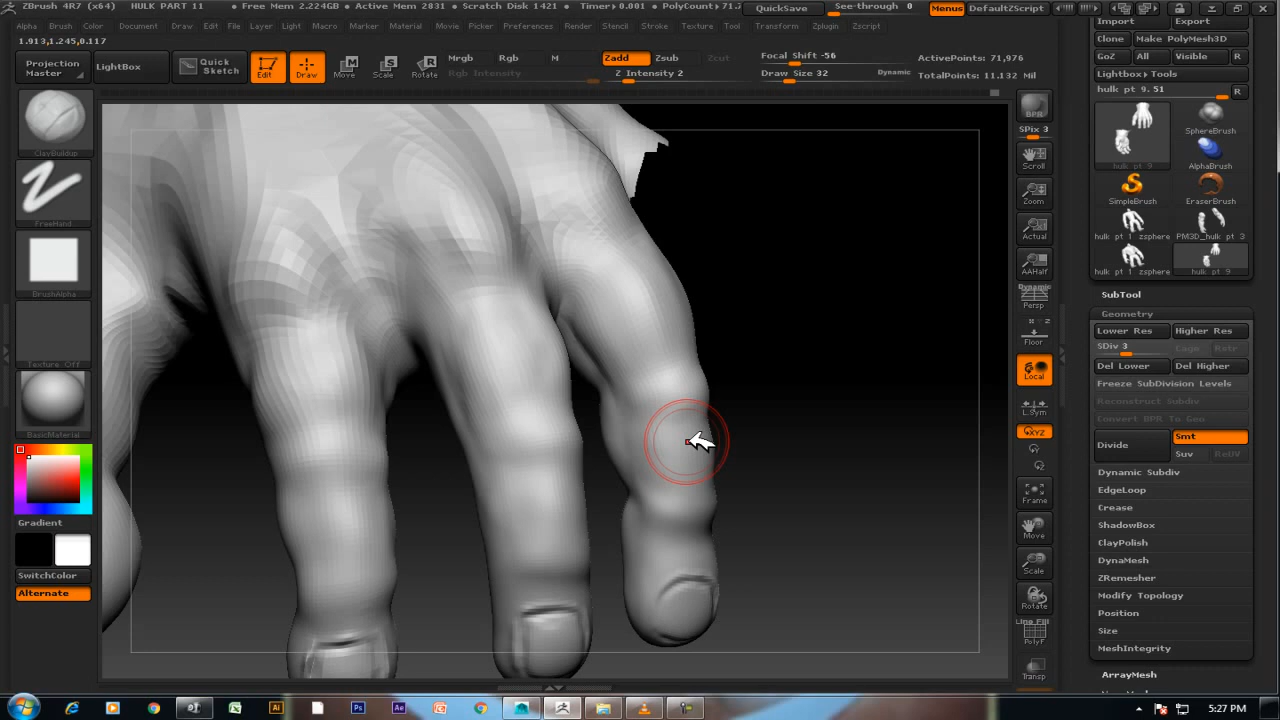 ZBrush 4R7 (x64) HULK PART 11 • Free Mem 2.224GB • Active Mem 2831 • Scratch Disk 1421 • Timer▶0.001 • PolyCount▶71. QuickSave See-through 0 Menus DefaultZScript
Alpha Brush Color Document Draw Edit File Layer Light Macro Marker Material Movie Picker Preferences Render Stencil Stroke Texture Tool Transform Zplugin Zscript
1.913,1.245,0.117
Projection Master
LightBox
Quick Sketch
Edit
Draw
Move
Scale
Rotate
Mrgb Rgb M
Rgb Intensity
Zadd Zsub Zcut
Z Intensity 2
Focal Shift -56
Draw Size 32 Dynamic
ActivePoints: 71,976
TotalPoints: 11.132 Mil
ClayBuildup
FreeHand
BrushAlpha
Texture Off
BasicMaterial
Gradient
SwitchColor
Alternate
BPR
SPix 3
Scroll
Zoom
Actual
AAHalf
Dynamic
Persp
Floor
Local
L.Sym
XYZ
Frame
Move
Scale
Rotate
Line Fill
PolyF
Transp
Import Export
Clone Make PolyMesh3D
GoZ All Visible R
Lightbox▶Tools
hulk pt 9. 51 R
hulk pt 9
SphereBrush
AlphaBrush
SimpleBrush EraserBrush
hulk pt 1 zsphere PM3D_hulk pt 3
hulk pt 1 zsphere hulk pt 9
SubTool
Geometry
Lower Res Higher Res
SDiv 3 Cage Rstr
Del Lower Del Higher
Freeze SubDivision Levels
Reconstruct Subdiv
Convert BPR To Geo
Divide Smt
Suv ReUV
Dynamic Subdiv
EdgeLoop
Crease
ShadowBox
ClayPolish
DynaMesh
ZRemesher
Modify Topology
Position
Size
MeshIntegrity
ArrayMesh
5:27 PM